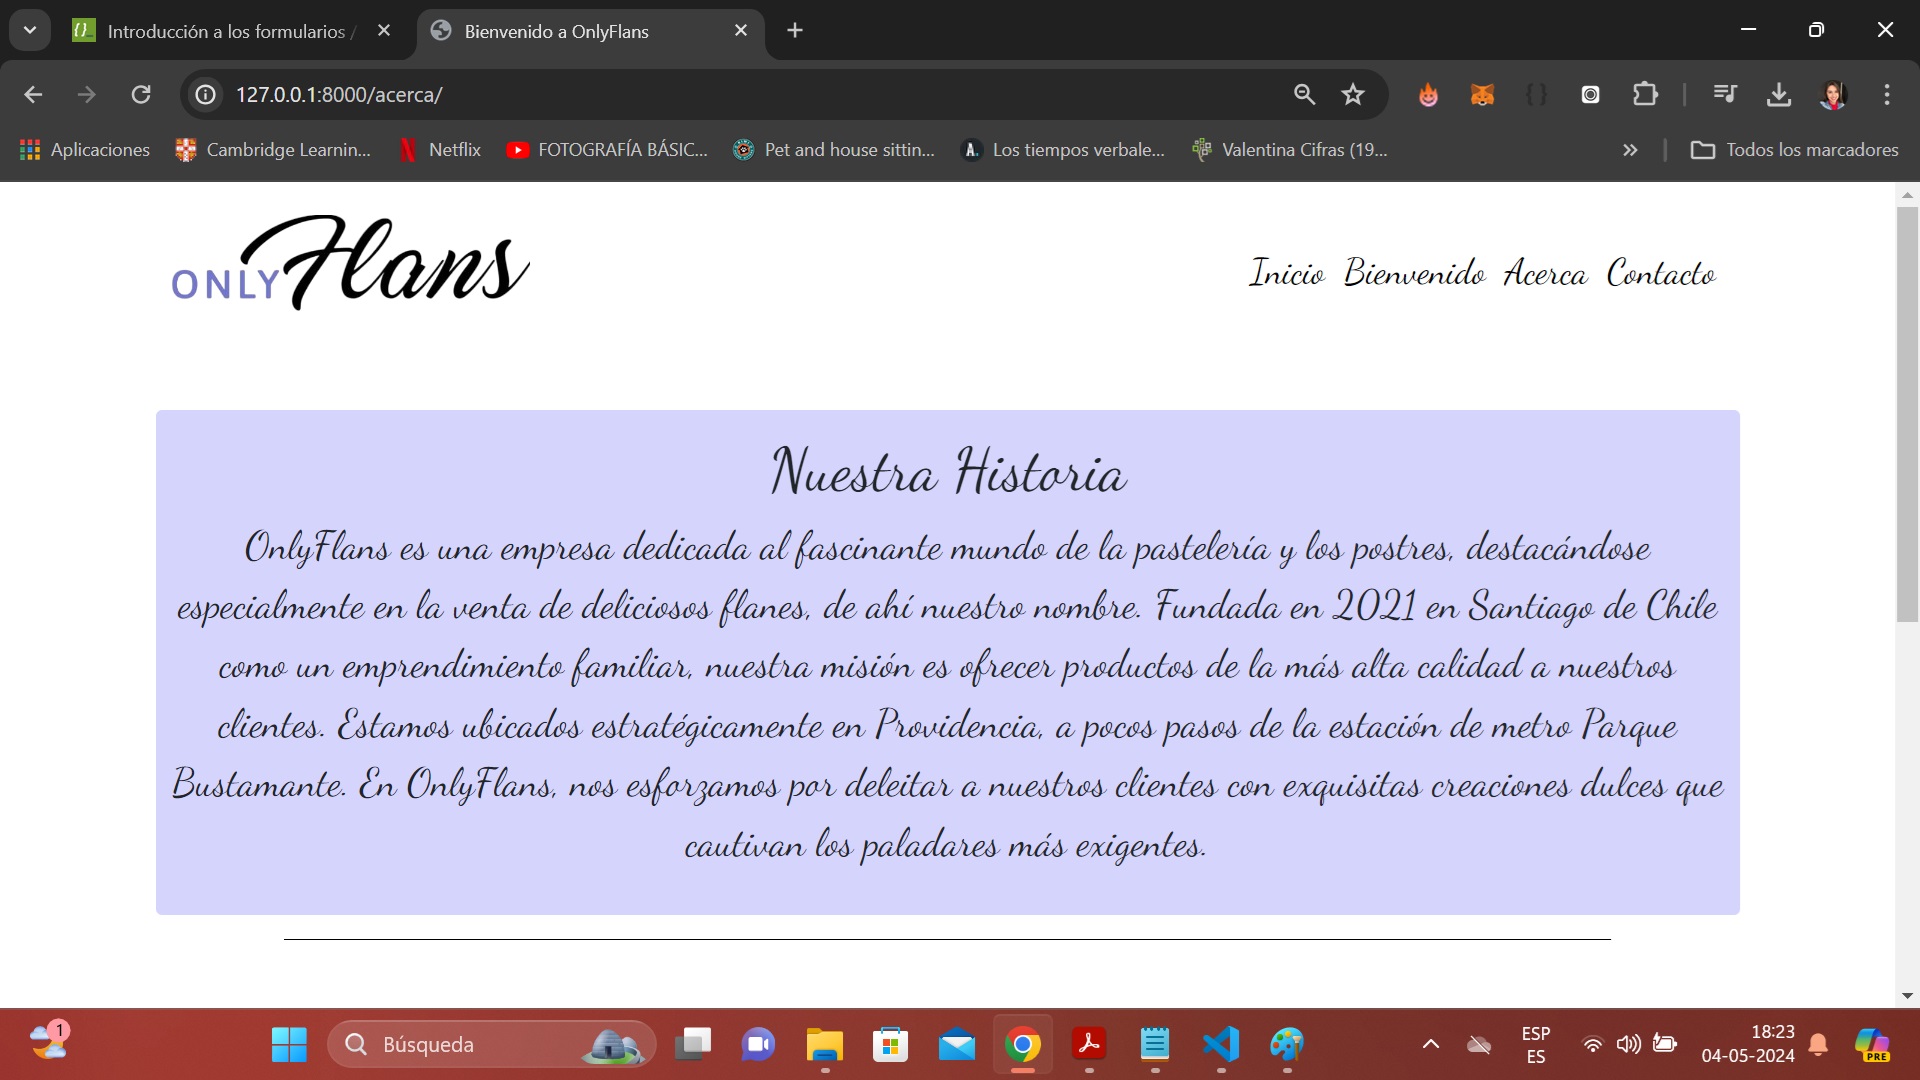 Introducción a los formularios /
Bienvenido a OnlyFlans
127.0.0.1:8000/acerca/
Aplicaciones
Cambridge Learnin...
Netflix
FOTOGRAFÍA BÁSIC...
Pet and house sittin...
Los tiempos verbale...
Valentina Cifras (19...
Todos los marcadores
ONLY Flans
Inicio Bienvenido Acerca Contacto
Nuestra Historia
OnlyFlans es una empresa dedicada al fascinante mundo de la pastelería y los postres, destacándose
especialmente en la venta de deliciosos flanes, de ahí nuestro nombre. Fundada en 2021 en Santiago de Chile
como un emprendimiento familiar, nuestra misión es ofrecer productos de la más alta calidad a nuestros
clientes. Estamos ubicados estratégicamente en Providencia, a pocos pasos de la estación de metro Parque
Bustamante. En OnlyFlans, nos esforzamos por deleitar a nuestros clientes con exquisitas creaciones dulces que
cautivan los paladares más exigentes.
1
Búsqueda
ESP
ES
18:23
04-05-2024
PRE